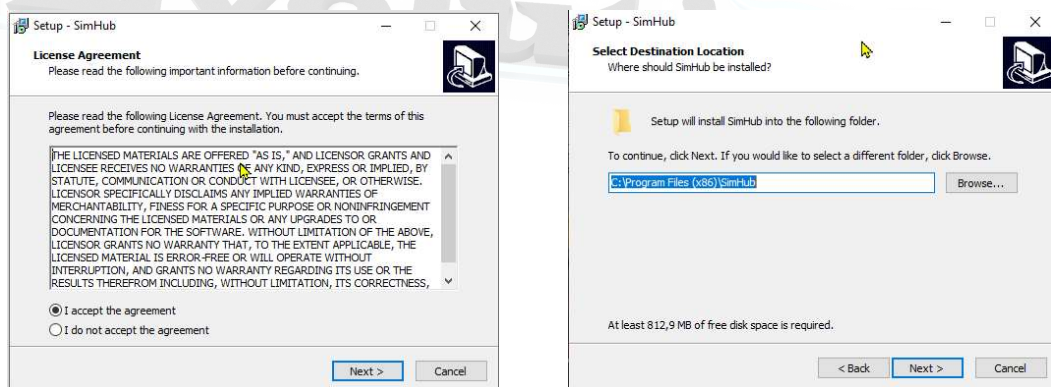 Setup - SimHub
License Agreement
Please read the following important information before continuing.
Please read the following License Agreement. You must accept the terms of this
agreement before continuing with the installation.
THE LICENSED MATERIALS ARE OFFERED "AS IS," AND LICENSOR GRANTS AND
LICENSEE RECEIVES NO WARRANTIES OF ANY KIND, EXPRESS OR IMPLIED, BY
STATUTE, COMMUNICATION OR CONDUCT WITH LICENSEE, OR OTHERWISE.
LICENSOR SPECIFICALLY DISCLAIMS ANY IMPLIED WARRANTIES OF
MERCHANTABILITY, FINESS FOR A SPECIFIC PURPOSE OR NONINFRINGEMENT
CONCERNING THE LICENSED MATERIALS OR ANY UPGRADES TO OR
DOCUMENTATION FOR THE SOFTWARE. WITHOUT LIMITATION OF THE ABOVE,
LICENSOR GRANTS NO WARRANTY THAT, TO THE EXTENT APPLICABLE, THE
LICENSED MATERIAL IS ERROR-FREE OR WILL OPERATE WITHOUT
INTERRUPTION, AND GRANTS NO WARRANTY REGARDING ITS USE OR THE
RESULTS THEREFROM INCLUDING, WITHOUT LIMITATION, ITS CORRECTNESS,
I accept the agreement
I do not accept the agreement
Next >
Cancel
Setup - SimHub
Select Destination Location
Where should SimHub be installed?
Setup will install SimHub into the following folder.
To continue, click Next. If you would like to select a different folder, click Browse.
C:\Program Files (x86)\SimHub
Browse...
At least 812,9 MB of free disk space is required.
< Back
Next >
Cancel